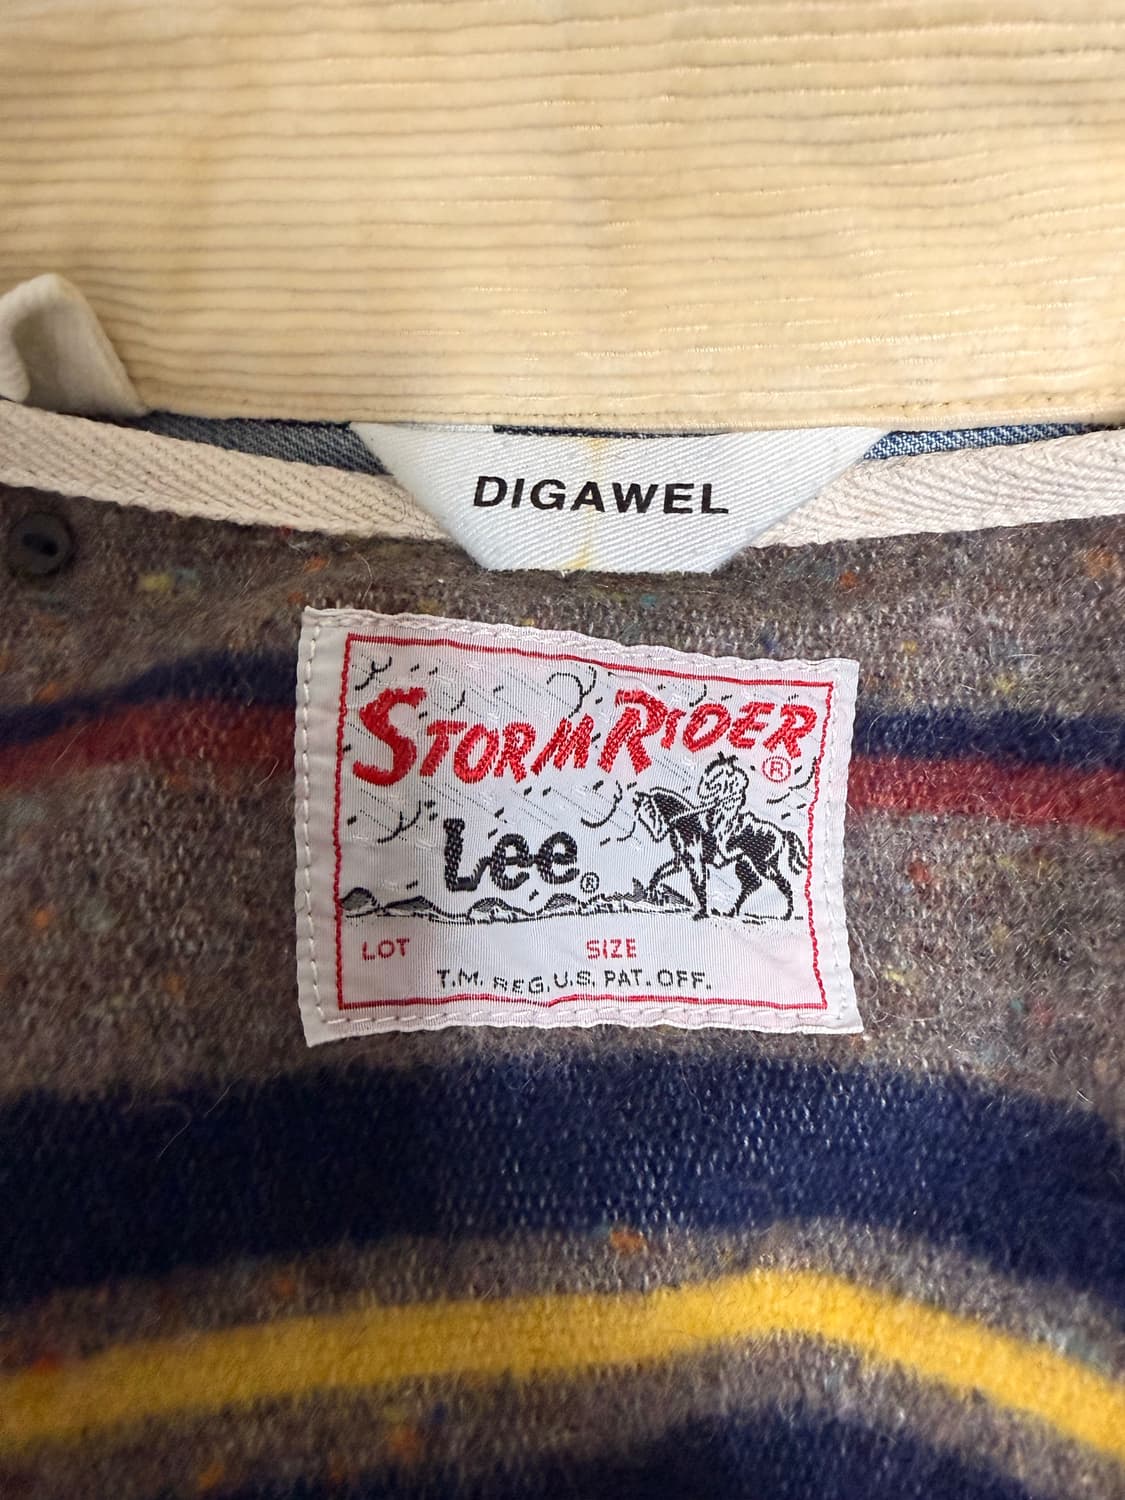 DIGAWEL
STORM RIDER
®
Lee®
LOT SIZE
T.M. REG. U.S. PAT. OFF.